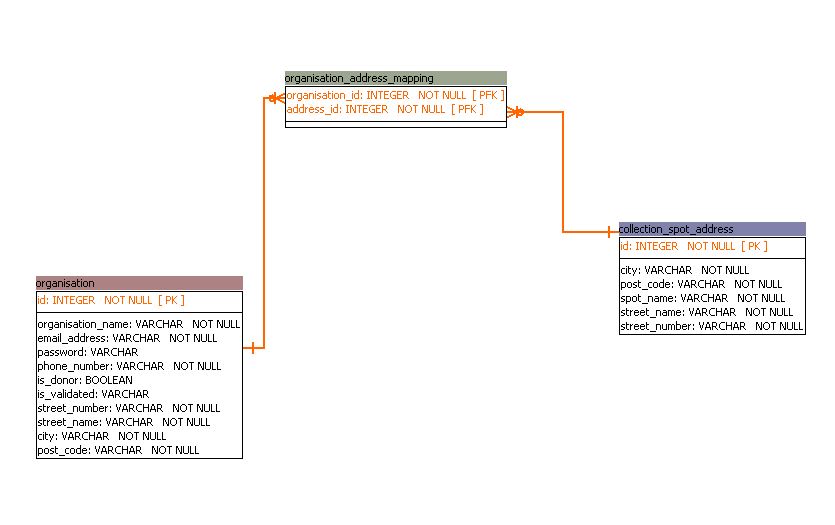 organisation_address_mapping
organisation_id: INTEGER NOT NULL [ PFK ]
address_id: INTEGER NOT NULL [ PFK ]
collection_spot_address
id: INTEGER NOT NULL [ PK ]
city: VARCHAR NOT NULL
post_code: VARCHAR NOT NULL
spot_name: VARCHAR NOT NULL
street_name: VARCHAR NOT NULL
street_number: VARCHAR NOT NULL
organisation
id: INTEGER NOT NULL [ PK ]
organisation_name: VARCHAR NOT NULL
email_address: VARCHAR NOT NULL
password: VARCHAR
phone_number: VARCHAR NOT NULL
is_donor: BOOLEAN
is_validated: VARCHAR
street_number: VARCHAR NOT NULL
street_name: VARCHAR NOT NULL
city: VARCHAR NOT NULL
post_code: VARCHAR NOT NULL